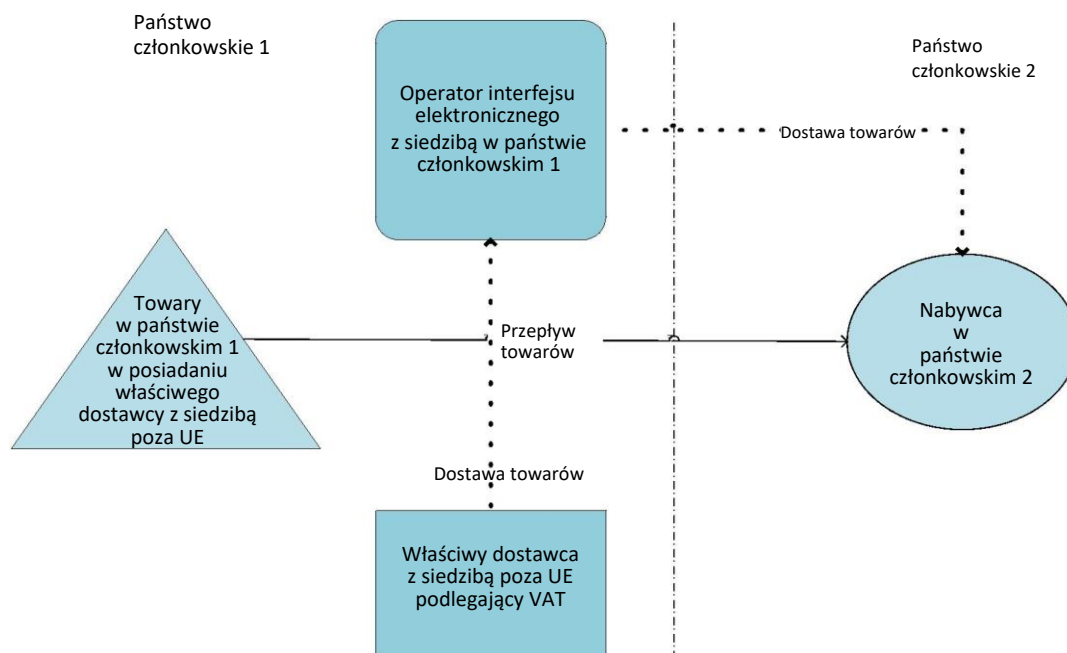 Państwo
członkowskie 1
Operator interfejsu
elektronicznego
z siedzibą w państwie
członkowskim 1
Państwo
członkowskie 2
Dostawa towarów
Towary
w państwie
członkowskim 1
w posiadaniu
właściwego
dostawcy z siedzibą
poza UE
Przepływ
towarów
Nabywca
w
państwie
członkowskim 2
Dostawa towarów
Właściwy dostawca
z siedzibą poza UE
podlegający VAT